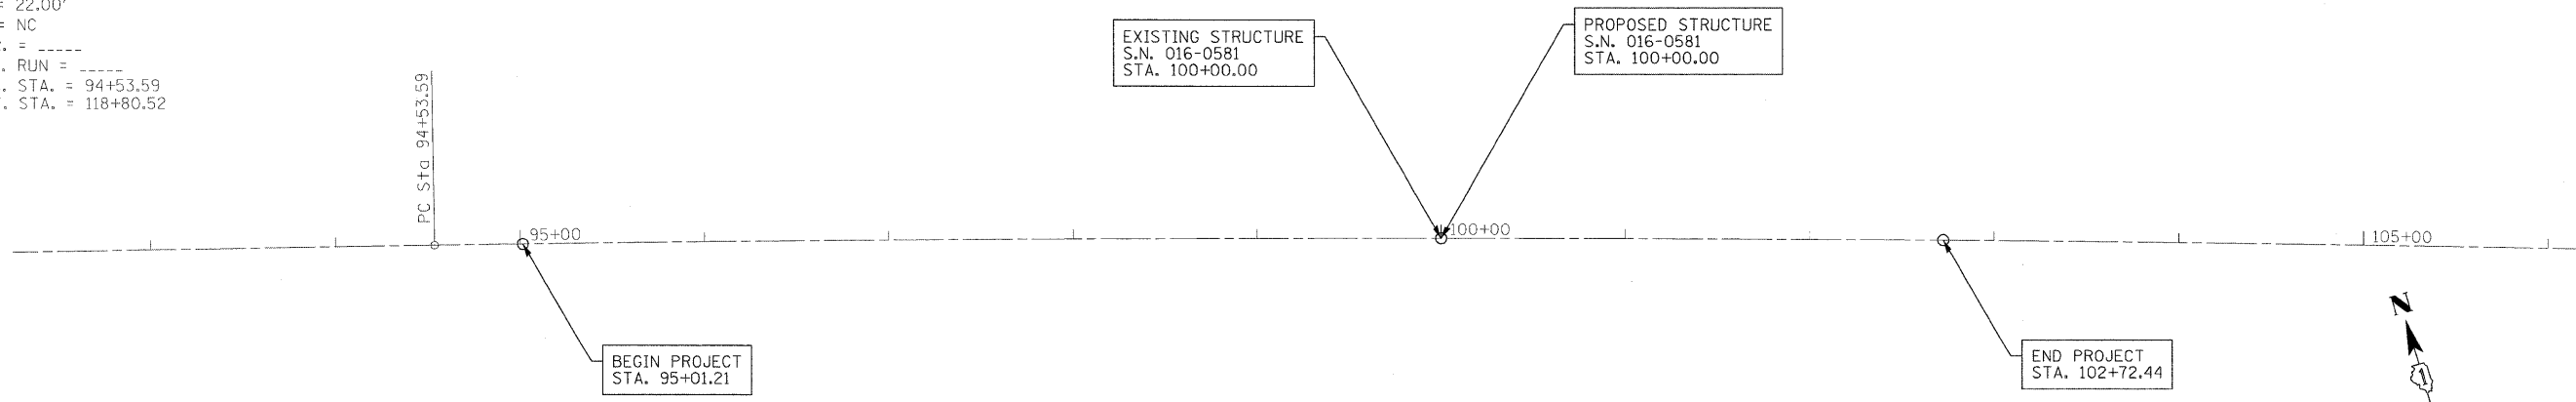 = 22.00'
= NC
. = _____
. RUN = _____
. STA. = 94+53.59
. STA. = 118+80.52
PC Sta 94+53.59
EXISTING STRUCTURE
S.N. 016-0581
STA. 100+00.00
PROPOSED STRUCTURE
S.N. 016-0581
STA. 100+00.00
95+00
100+00
105+00
BEGIN PROJECT
STA. 95+01.21
END PROJECT
STA. 102+72.44
N